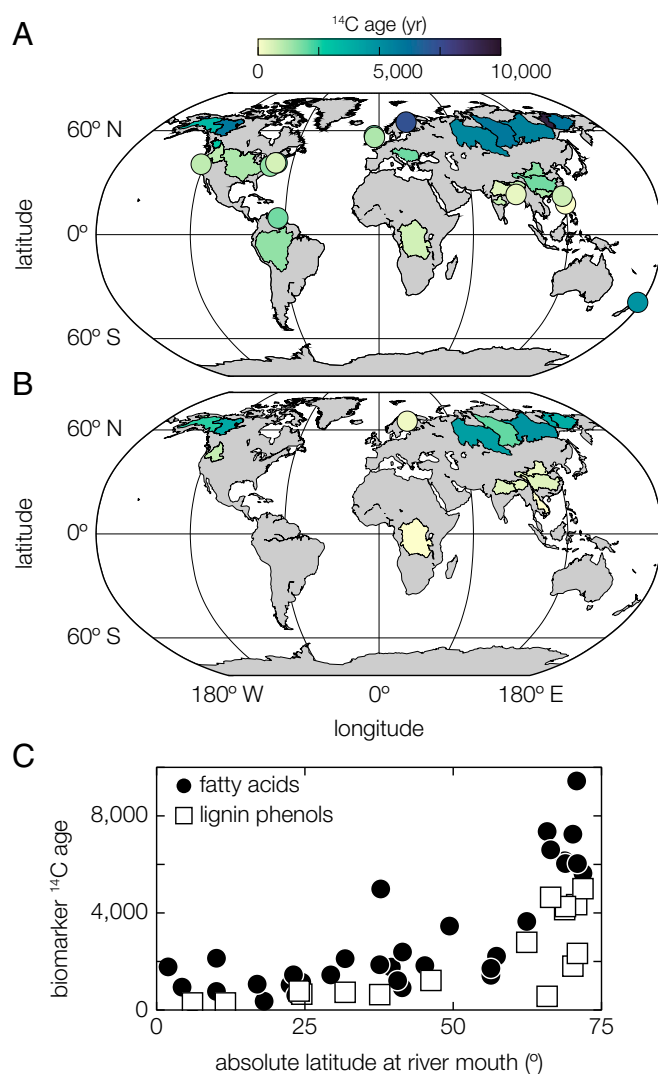 A
¹⁴C age (yr)
0 5,000 10,000
60º N
0º
60º S
latitude
B
60º N
0º
60º S
latitude
180º W 0º 180º E
longitude
C
fatty acids
lignin phenols
8,000
4,000
0
biomarker ¹⁴C age
0 25 50 75
absolute latitude at river mouth (º)